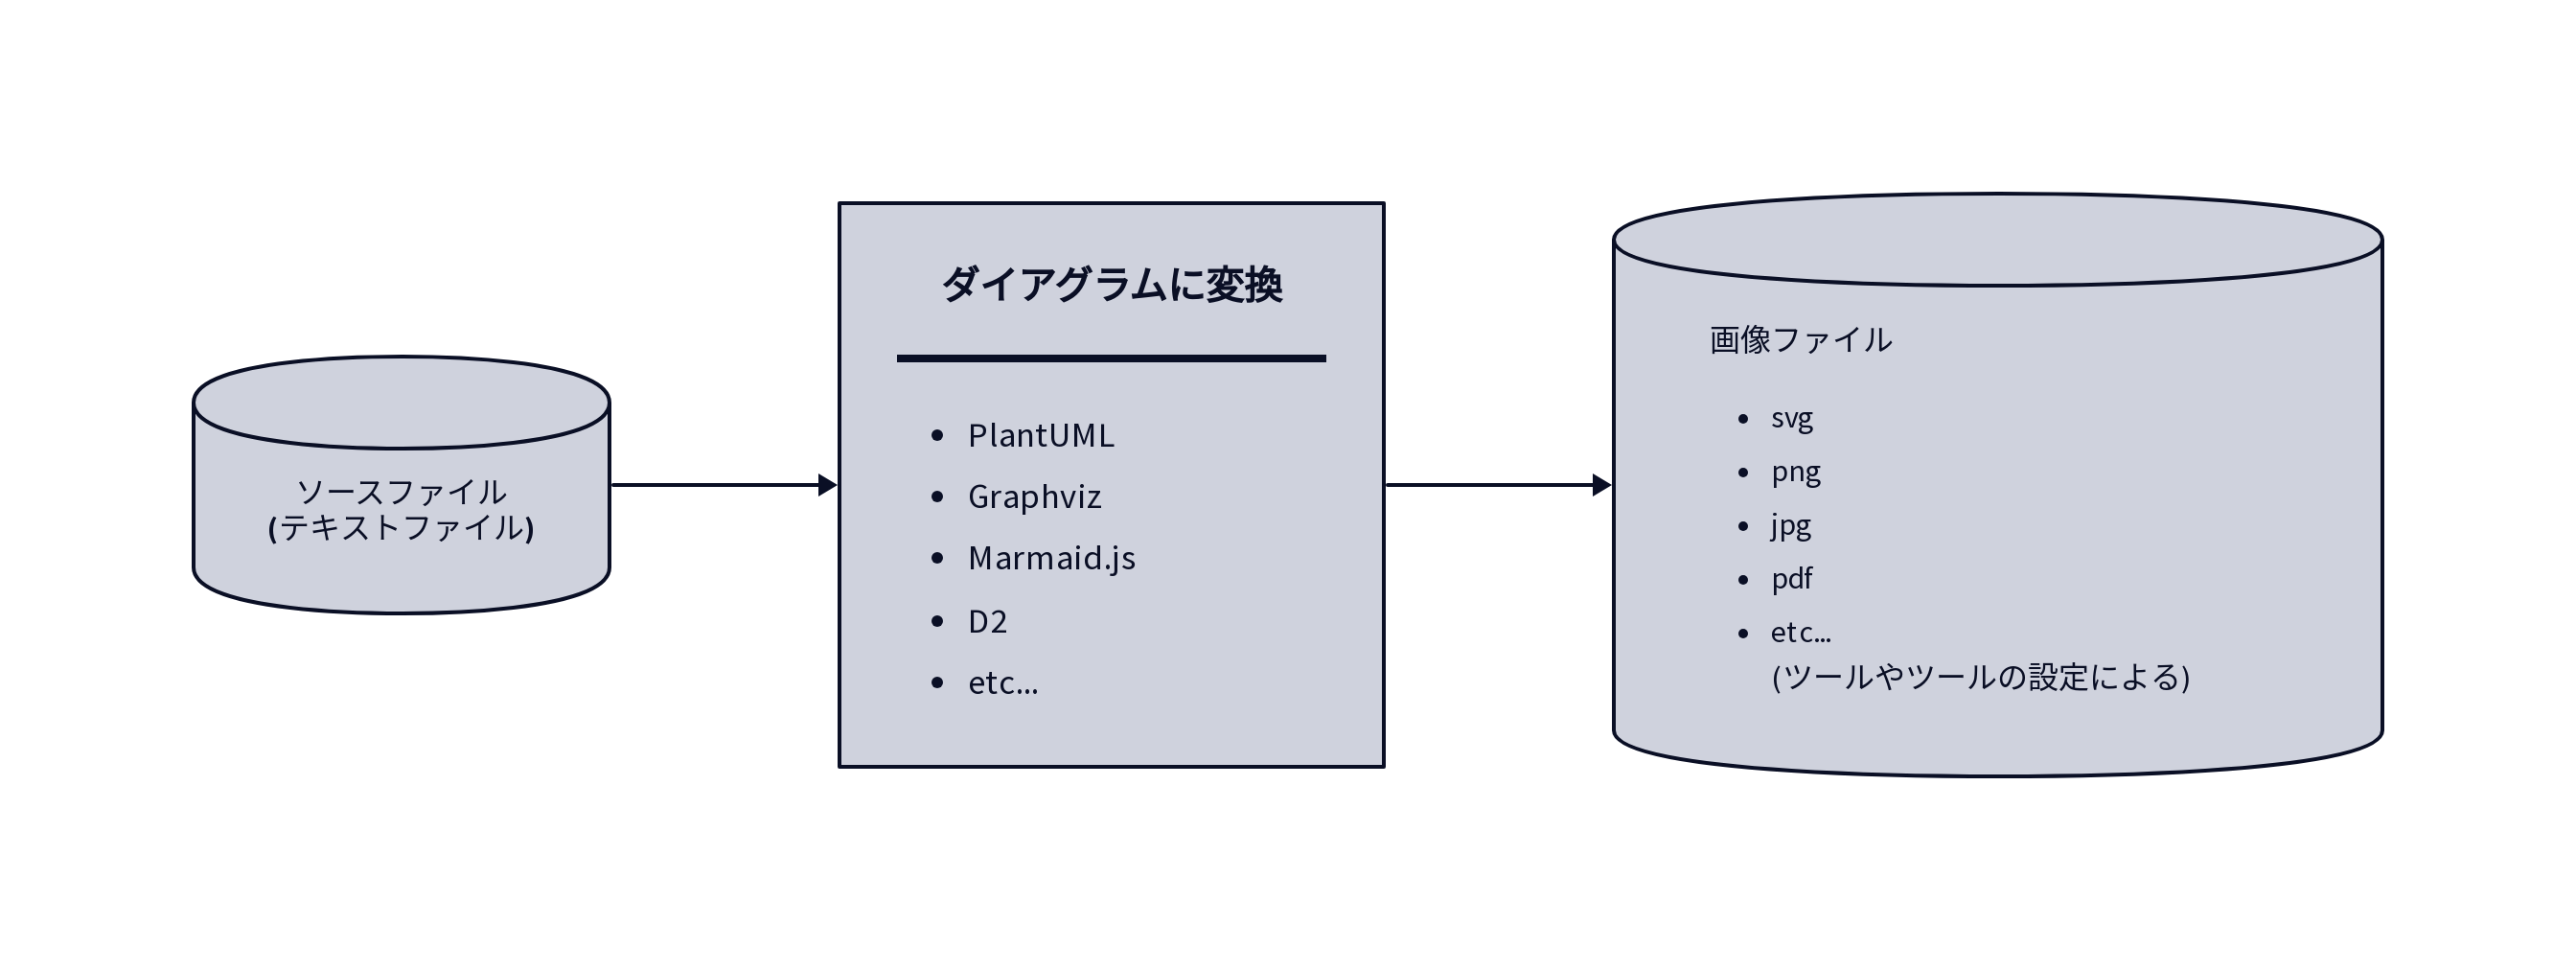 ソースファイル
(テキストファイル)
ダイアグラムに変換
PlantUML
Graphviz
Marmaid.js
D2
etc...
画像ファイル
svg
png
jpg
pdf
etc...
(ツールやツールの設定による)